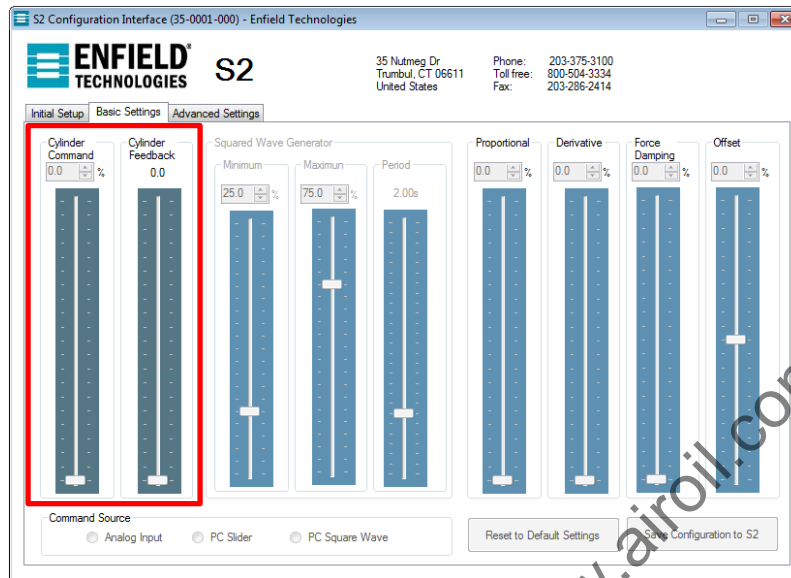 S2 Configuration Interface (35-0001-000) - Enfield Technologies
ENFIELD®
TECHNOLOGIES
S2
35 Nutmeg Dr
Trumbul, CT 06611
United States
Phone: 203-375-3100
Toll free: 800-504-3334
Fax: 203-286-2414
Initial Setup Basic Settings Advanced Settings
Cylinder Command
0.0 %
Cylinder Feedback
0.0
Squared Wave Generator
Minimum
25.0 %
Maximun
75.0 %
Period
2.00s
Proportional
0.0 %
Derivative
0.0 %
Force Damping
0.0 %
Offset
0.0 %
Command Source
Analog Input PC Slider PC Square Wave
Reset to Default Settings
Save Configuration to S2
www.airoil.com